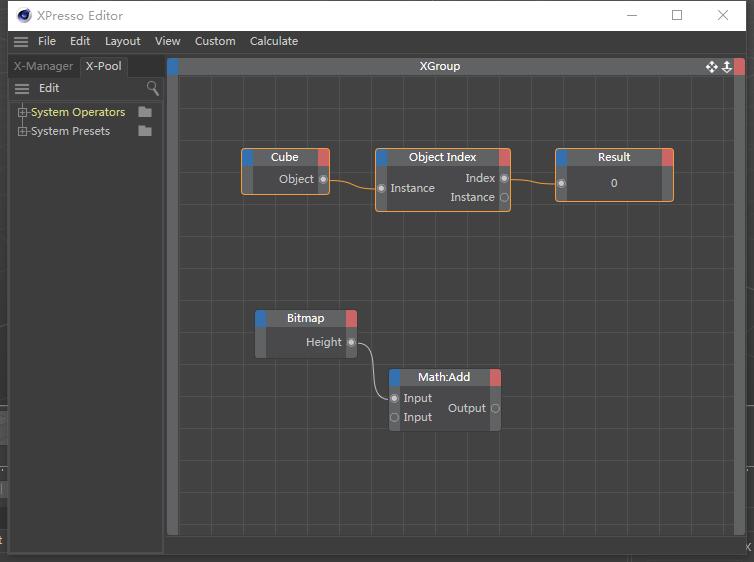 XPresso Editor
File Edit Layout View Custom Calculate
X-Manager X-Pool
Edit
System Operators
System Presets
XGroup
Cube
Object
Object Index
Instance
Index
Instance
Result
0
Bitmap
Height
Math:Add
Input
Input
Output
t
X